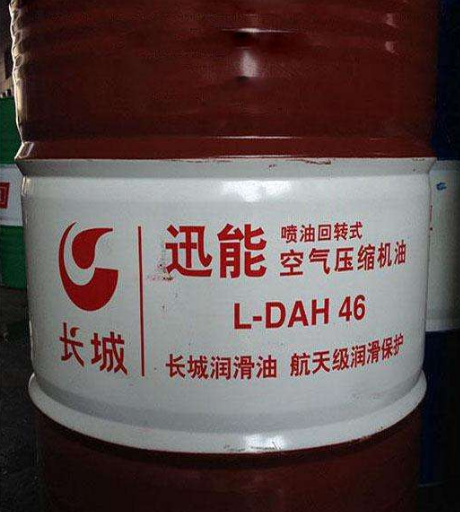 长城
迅能
喷油回转式
空气压缩机油
L-DAH 46
长城润滑油 航天级润滑保护